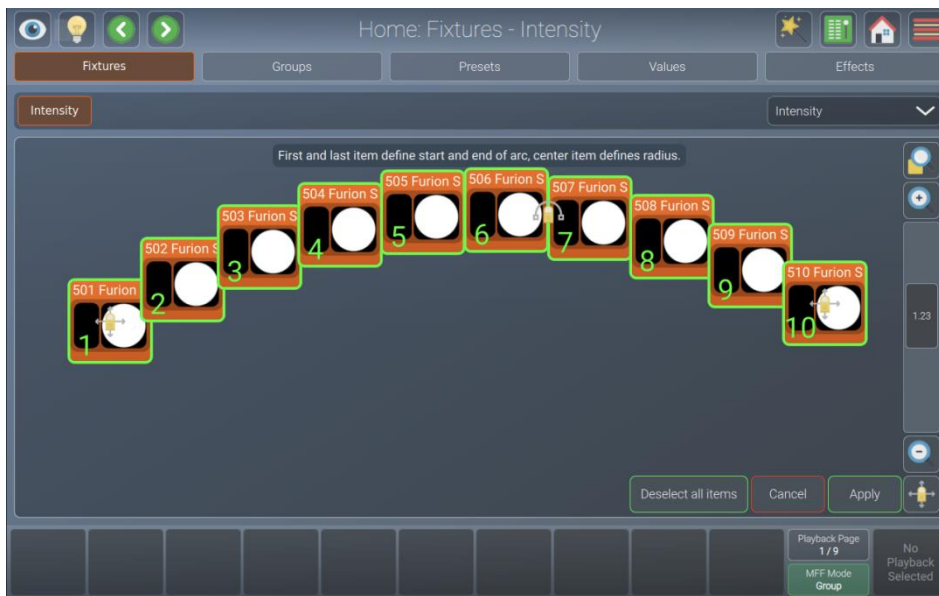 Home: Fixtures - Intensity
Fixtures
Groups
Presets
Values
Effects
Intensity
Intensity
First and last item define start and end of arc, center item defines radius.
501 Furion
1
502 Furion S
2
503 Furion S
3
504 Furion S
4
505 Furion S
5
506 Furion S
6
507 Furion S
7
508 Furion S
8
509 Furion S
9
510 Furion S
10
1.23
Deselect all items
Cancel
Apply
Playback Page
1 / 9
MFF Mode
Group
No
Playback
Selected